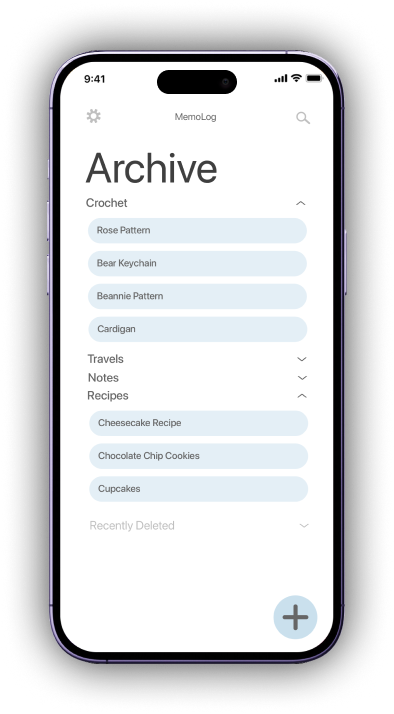 9:41
MemoLog
Archive
Crochet
Rose Pattern
Bear Keychain
Beannie Pattern
Cardigan
Travels
Notes
Recipes
Cheesecake Recipe
Chocolate Chip Cookies
Cupcakes
Recently Deleted